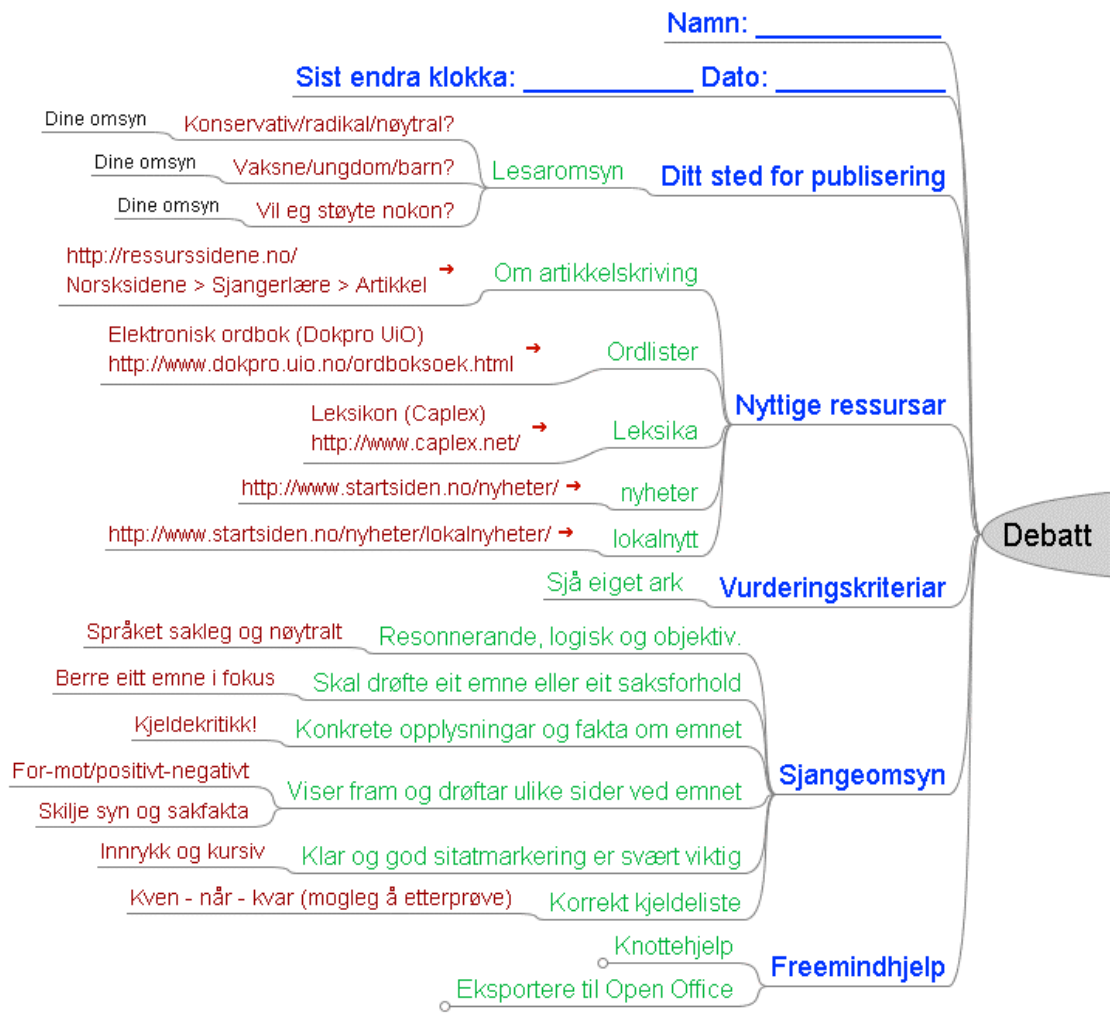 Namn: ____________
Sist endra klokka: ___________ Dato: ___________
Dine omsyn Konservativ/radikal/nøytral?
Dine omsyn Vaksne/ungdom/barn?
Lesaromsyn Ditt sted for publisering
Dine omsyn Vil eg støyte nokon?
http://ressurssidene.no/
Norsksidene > Sjangerlære > Artikkel
Om artikkelskriving
Elektronisk ordbok (Dokpro UiO)
http://www.dokpro.uio.no/ordboksoek.html
Ordlister
Nyttige ressursar
Leksikon (Caplex)
http://www.caplex.net/
Leksika
http://www.startsiden.no/nyheter/ nyheter
http://www.startsiden.no/nyheter/lokalnyheter/ lokalnytt
Debatt
Sjå eiget ark Vurderingskriteriar
Språket sakleg og nøytralt Resonnerande, logisk og objektiv.
Berre eitt emne i fokus Skal drøfte eit emne eller eit saksforhold
Kjeldekritikk! Konkrete opplysningar og fakta om emnet
For-mot/positivt-negativt
Viser fram og drøftar ulike sider ved emnet
Sjangeomsyn
Skilje syn og sakfakta
Innrykk og kursiv Klar og god sitatmarkering er svært viktig
Kven - når - kvar (mogleg å etterprøve) Korrekt kjeldeliste
Knottehjelp
Freemindhjelp
Eksportere til Open Office